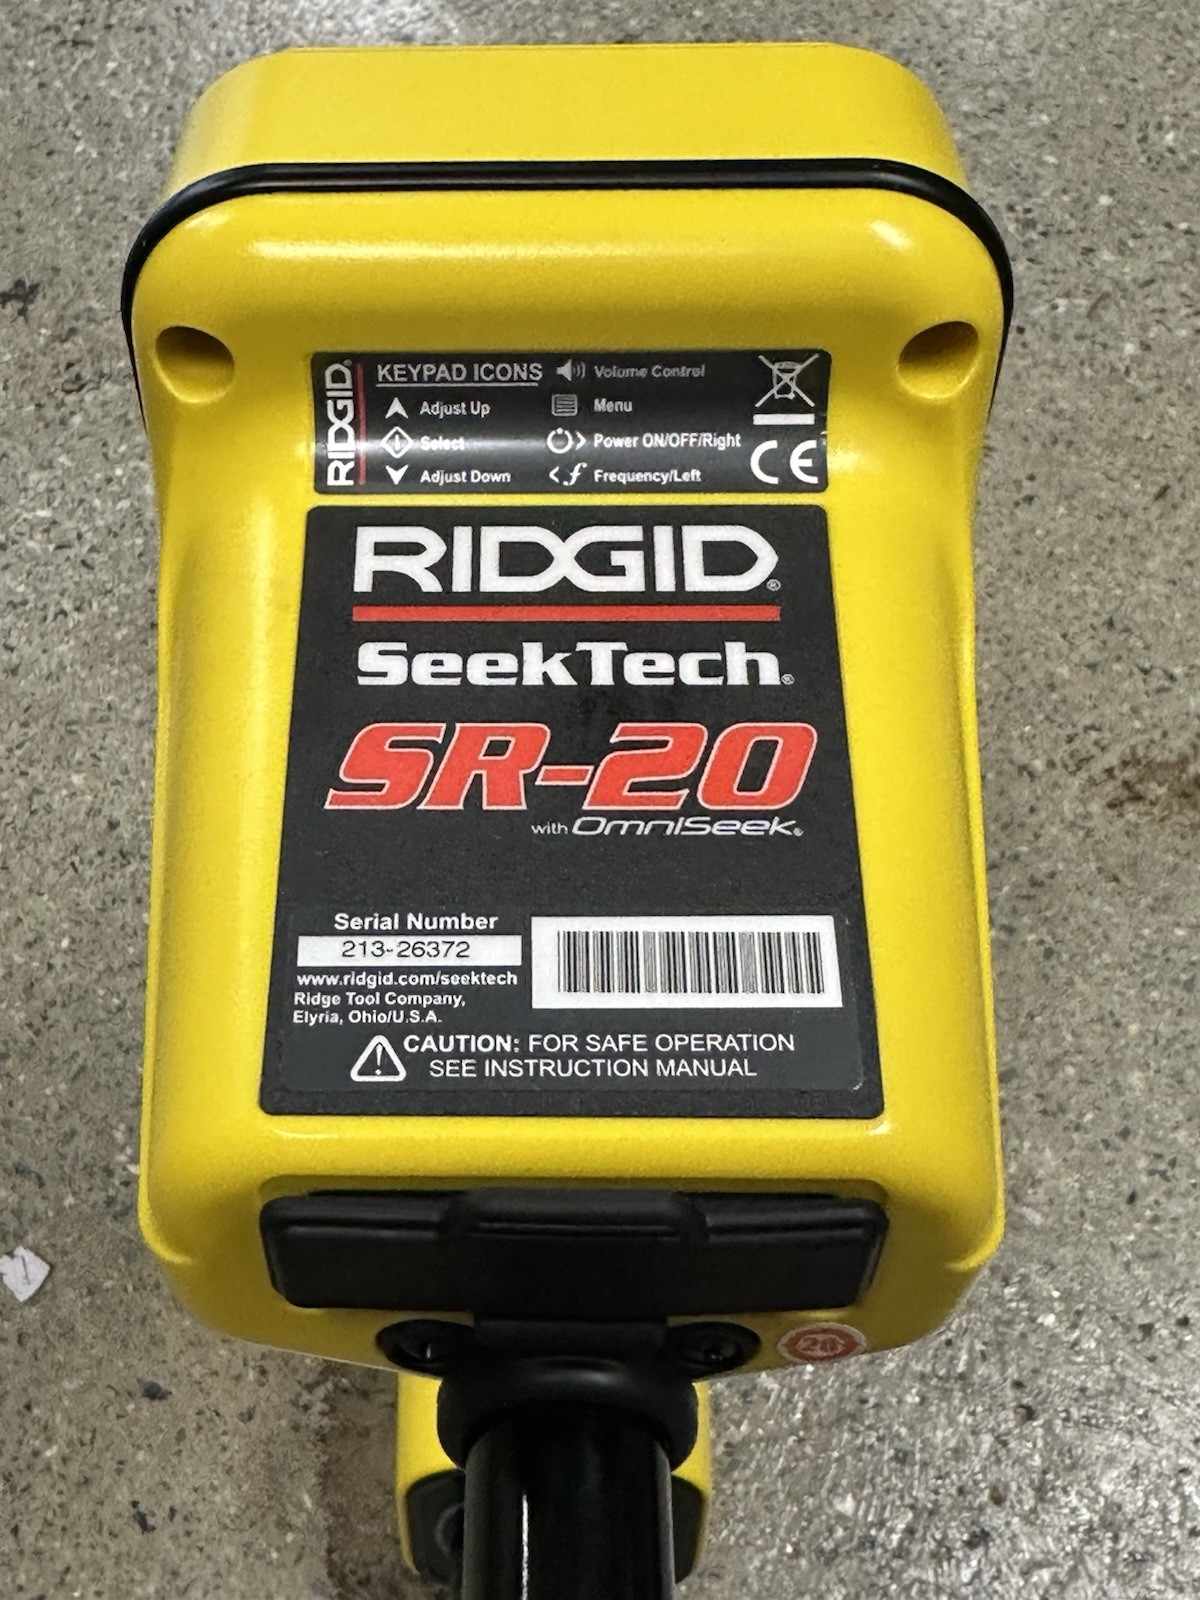 RIDGID®
KEYPAD ICONS
Adjust Up
Select
Adjust Down
Volume Control
Menu
Power ON/OFF/Right
Frequency/Left
CE
RIDGID®
SeekTech®
SR-20
with OmniSeek®
Serial Number
213-26372
www.ridgid.com/seektech
Ridge Tool Company,
Elyria, Ohio/U.S.A.
CAUTION: FOR SAFE OPERATION
SEE INSTRUCTION MANUAL